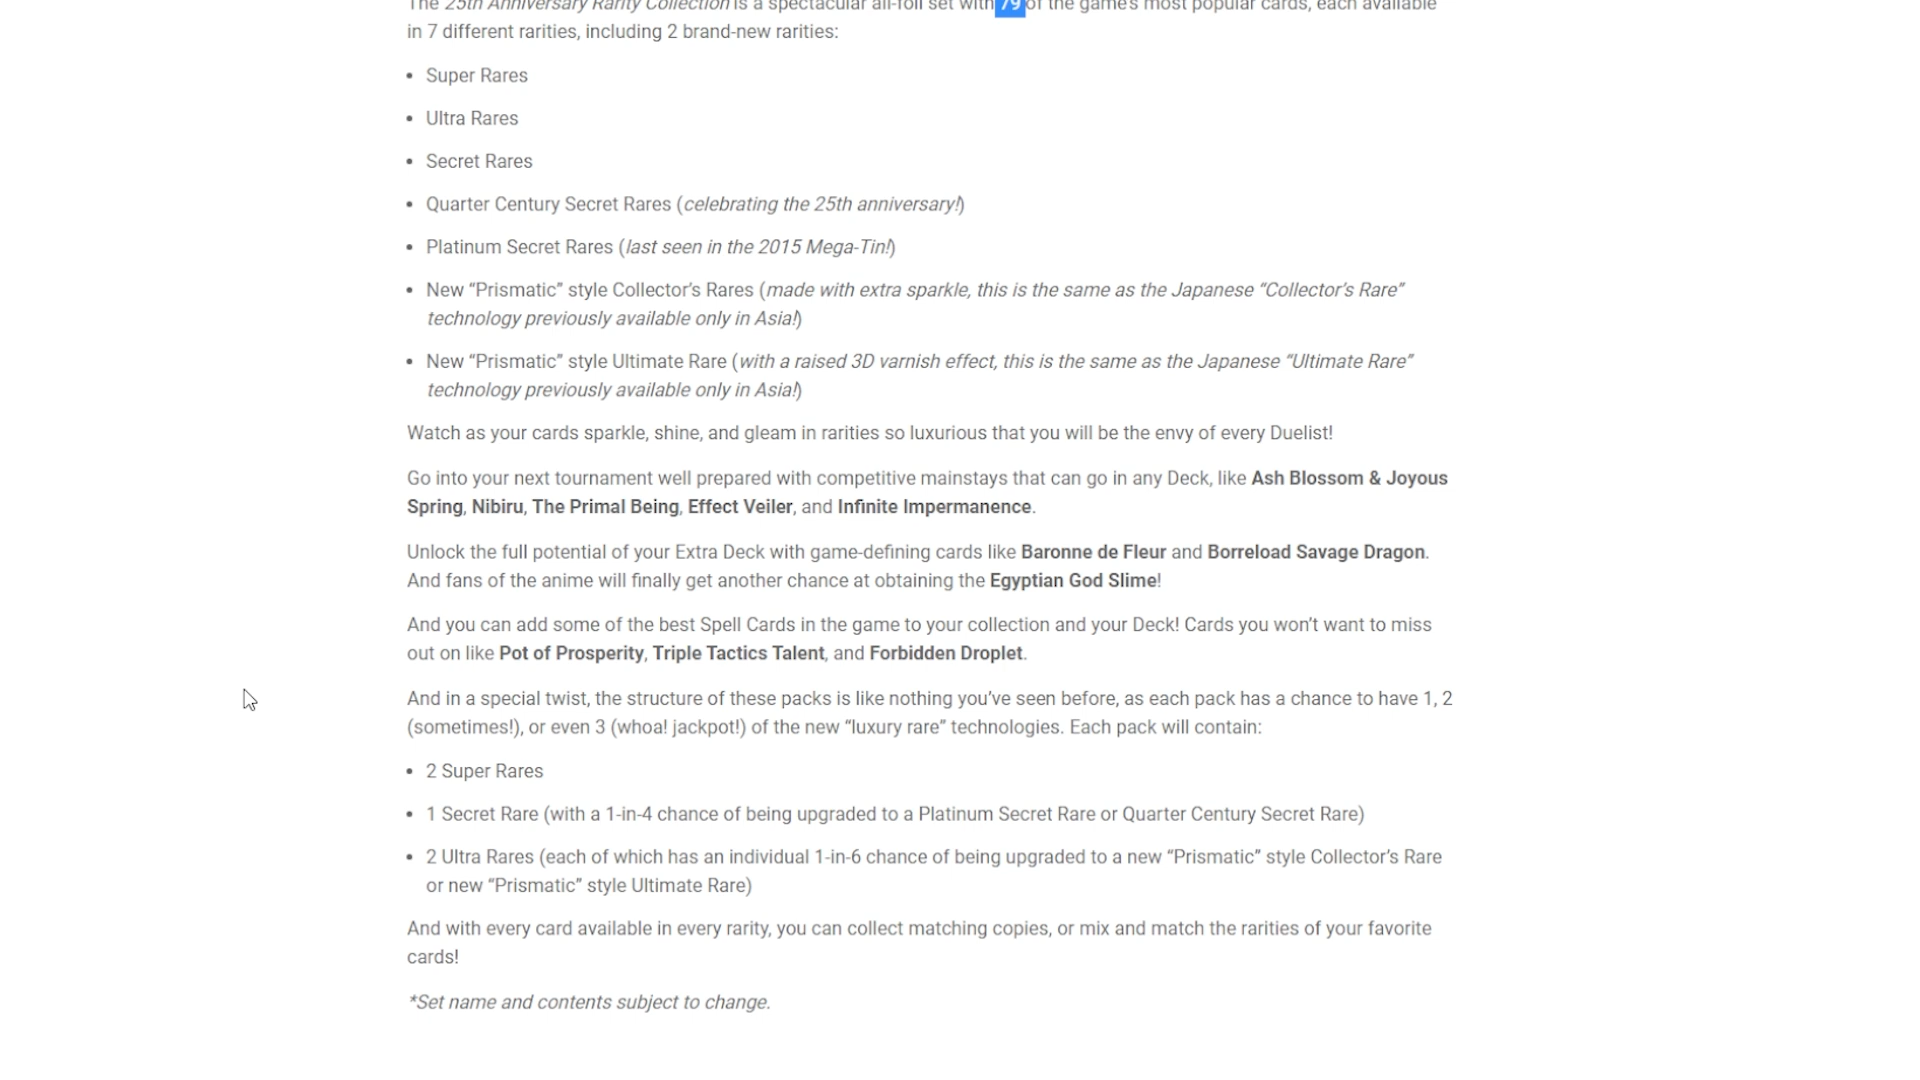 The 25th Anniversary Rarity Collection is a spectacular all-foil set with 79 of the game's most popular cards, each available
in 7 different rarities, including 2 brand-new rarities:
• Super Rares
• Ultra Rares
• Secret Rares
• Quarter Century Secret Rares (celebrating the 25th anniversary!)
• Platinum Secret Rares (last seen in the 2015 Mega-Tin!)
• New “Prismatic” style Collector’s Rares (made with extra sparkle, this is the same as the Japanese “Collector’s Rare”
technology previously available only in Asia!)
• New “Prismatic” style Ultimate Rare (with a raised 3D varnish effect, this is the same as the Japanese “Ultimate Rare”
technology previously available only in Asia!)
Watch as your cards sparkle, shine, and gleam in rarities so luxurious that you will be the envy of every Duelist!
Go into your next tournament well prepared with competitive mainstays that can go in any Deck, like Ash Blossom & Joyous
Spring, Nibiru, The Primal Being, Effect Veiler, and Infinite Impermanence.
Unlock the full potential of your Extra Deck with game-defining cards like Baronne de Fleur and Borreload Savage Dragon.
And fans of the anime will finally get another chance at obtaining the Egyptian God Slime!
And you can add some of the best Spell Cards in the game to your collection and your Deck! Cards you won’t want to miss
out on like Pot of Prosperity, Triple Tactics Talent, and Forbidden Droplet.
And in a special twist, the structure of these packs is like nothing you’ve seen before, as each pack has a chance to have 1, 2
(sometimes!), or even 3 (whoa! jackpot!) of the new “luxury rare” technologies. Each pack will contain:
• 2 Super Rares
• 1 Secret Rare (with a 1-in-4 chance of being upgraded to a Platinum Secret Rare or Quarter Century Secret Rare)
• 2 Ultra Rares (each of which has an individual 1-in-6 chance of being upgraded to a new “Prismatic” style Collector’s Rare
or new “Prismatic” style Ultimate Rare)
And with every card available in every rarity, you can collect matching copies, or mix and match the rarities of your favorite
cards!
*Set name and contents subject to change.